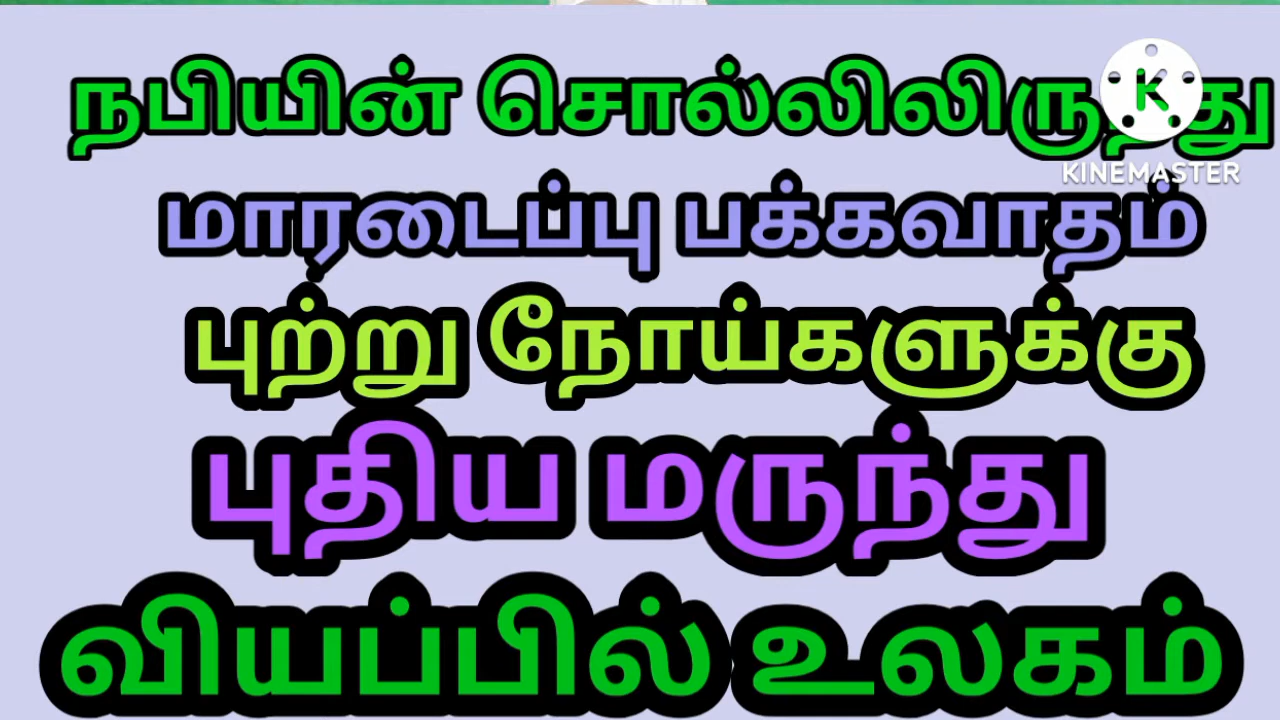 நபியின் சொல்லிலிருந்து
K
KINEMASTER
மாரடைப்பு பக்கவாதம்
புற்று நோய்களுக்கு
புதிய மருந்து
வியப்பில் உலகம்